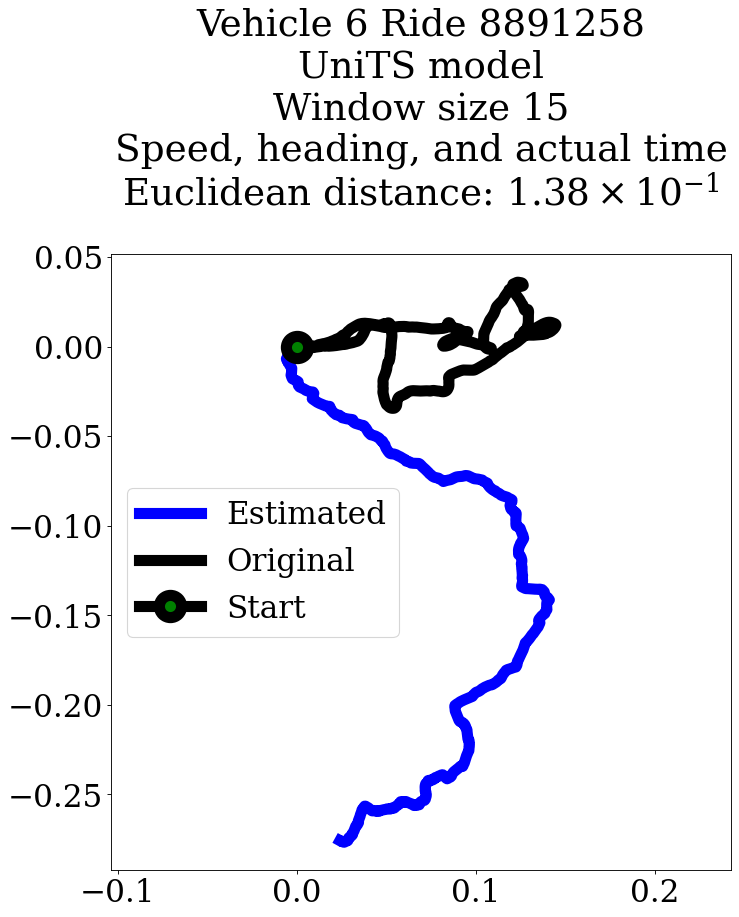 Vehicle 6 Ride 8891258
UniTS model
Window size 15
Speed, heading, and actual time
Euclidean distance: 1.38 × 10⁻¹
0.05
0.00
−0.05
−0.10
−0.15
−0.20
−0.25
Estimated
Original
Start
−0.1 0.0 0.1 0.2